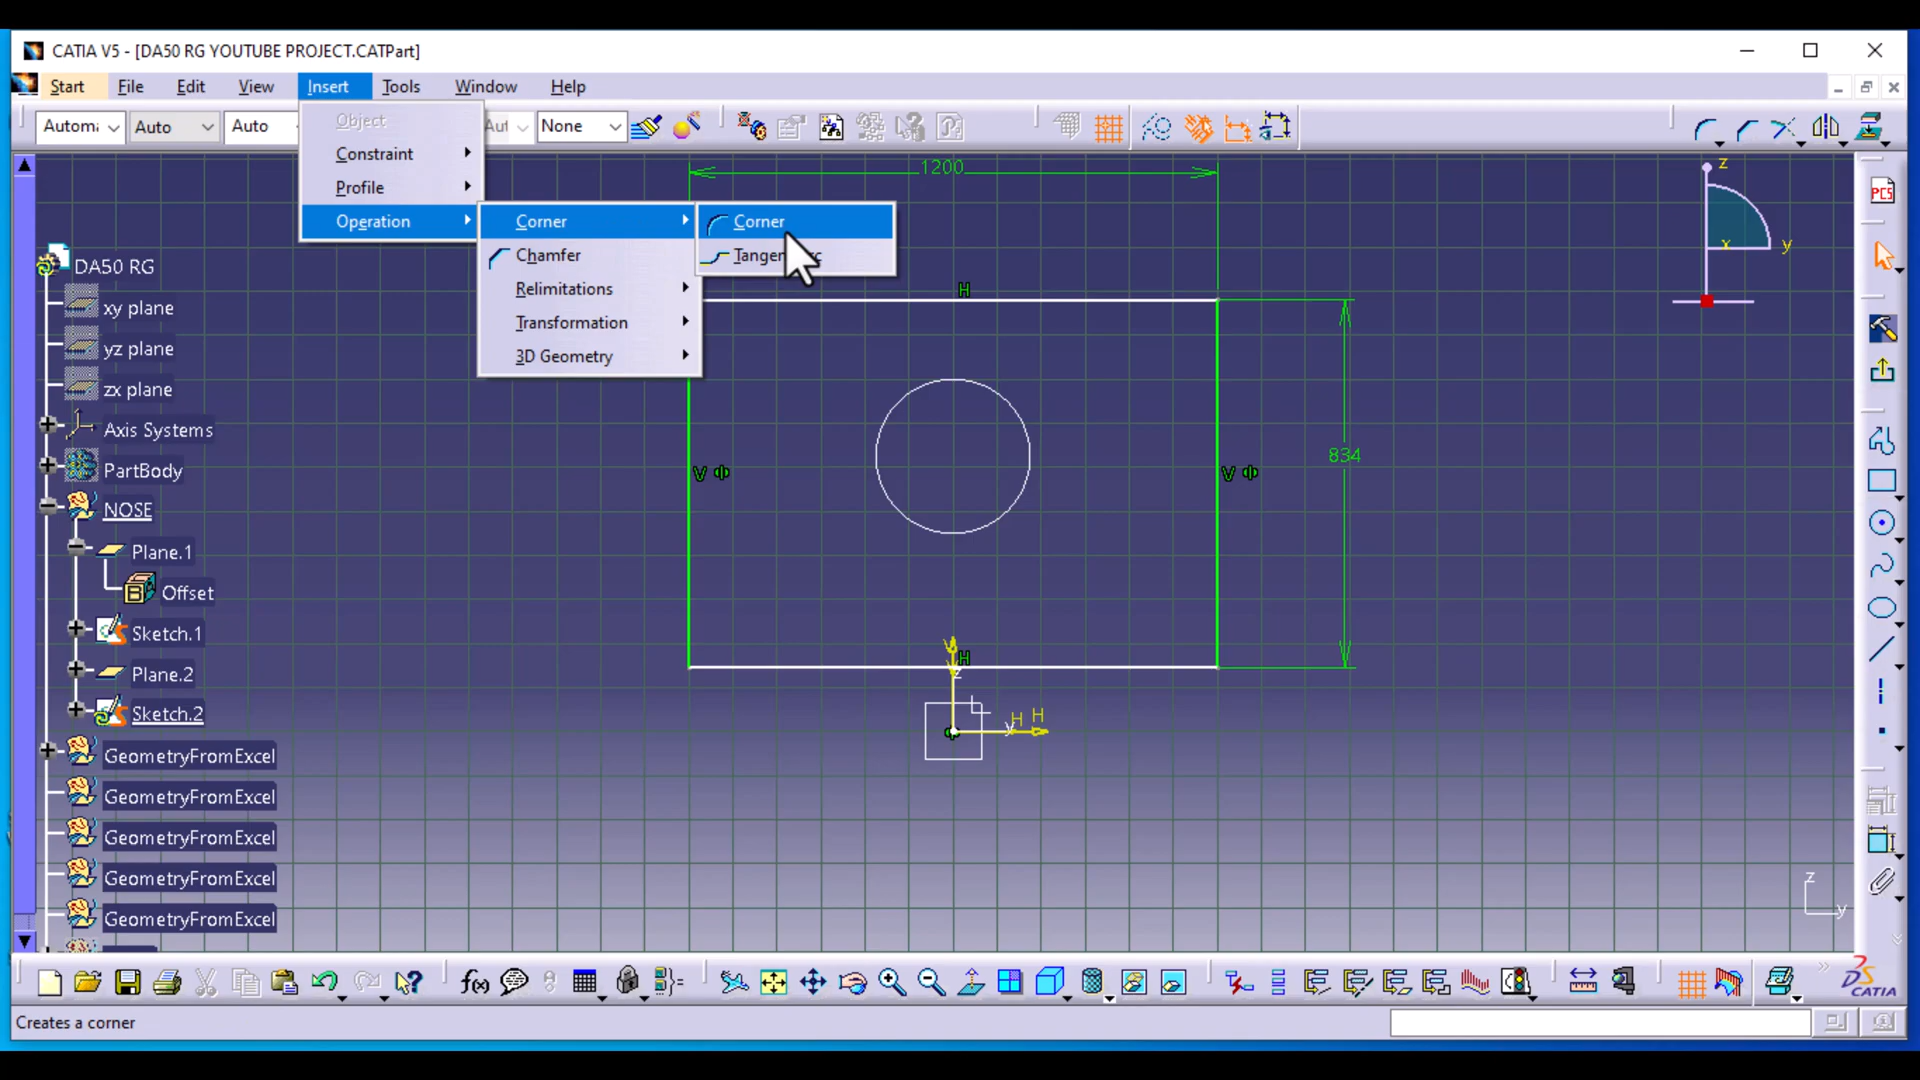 CATIA V5 - [DA50 RG YOUTUBE PROJECT.CATPart]
Start File Edit View Insert Tools Window Help
Auto Auto None
Object
Constraint
Profile
Operation
Corner
Chamfer
Relimitations
Transformation
3D Geometry
Corner
1200
834
H
V
V
H
H H
z
x
y
z
y
z
y
PCS
DA50 RG
xy plane
yz plane
zx plane
Axis Systems
PartBody
NOSE
Plane.1
Offset
Sketch.1
Plane.2
Sketch.2
GeometryFromExcel
GeometryFromExcel
GeometryFromExcel
GeometryFromExcel
GeometryFromExcel
f(x)
CATIA
Creates a corner